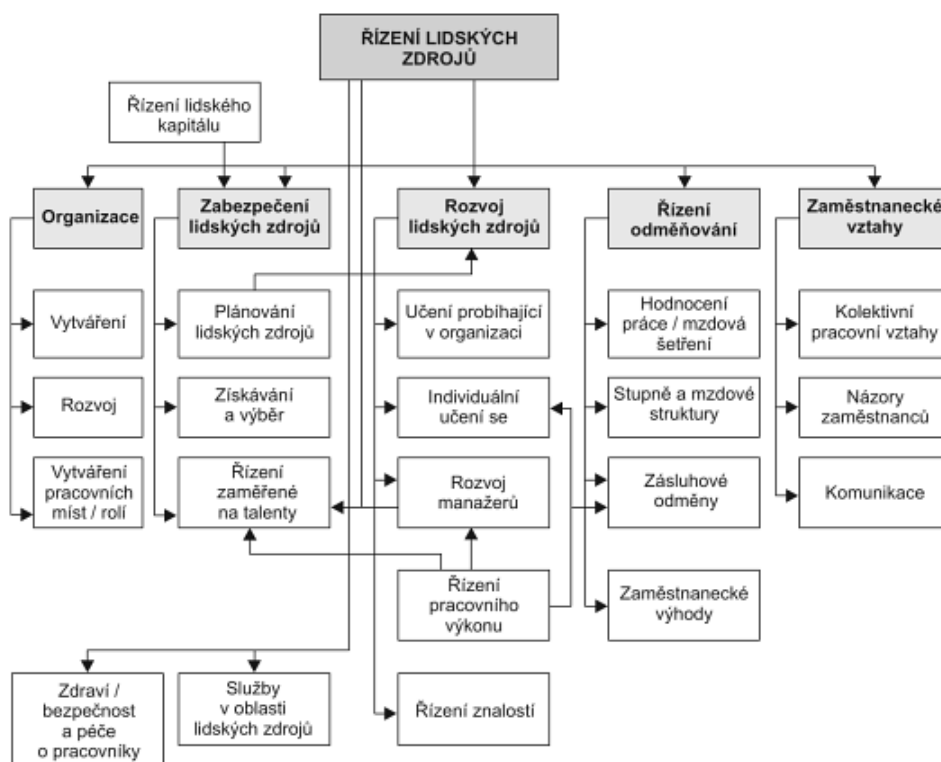 ŘÍZENÍ LIDSKÝCH
ZDROJŮ
Řízení lidského
kapitálu
Organizace
Zabezpečení
lidských zdrojů
Rozvoj
lidských zdrojů
Řízení
odměňování
Zaměstnanecké
vztahy
Vytváření
Plánování
lidských zdrojů
Učení probíhající
v organizaci
Hodnocení
práce / mzdová
šetření
Kolektivní
pracovní vztahy
Rozvoj
Získávání
a výběr
Individuální
učení se
Stupně a mzdové
struktury
Názory
zaměstnanců
Vytváření
pracovních
míst / rolí
Řízení
zaměřené
na talenty
Rozvoj
manažerů
Zásluhové
odměny
Komunikace
Řízení
pracovního
výkonu
Zaměstnanecké
výhody
Zdraví /
bezpečnost
a péče
o pracovníky
Služby
v oblasti
lidských zdrojů
Řízení znalostí